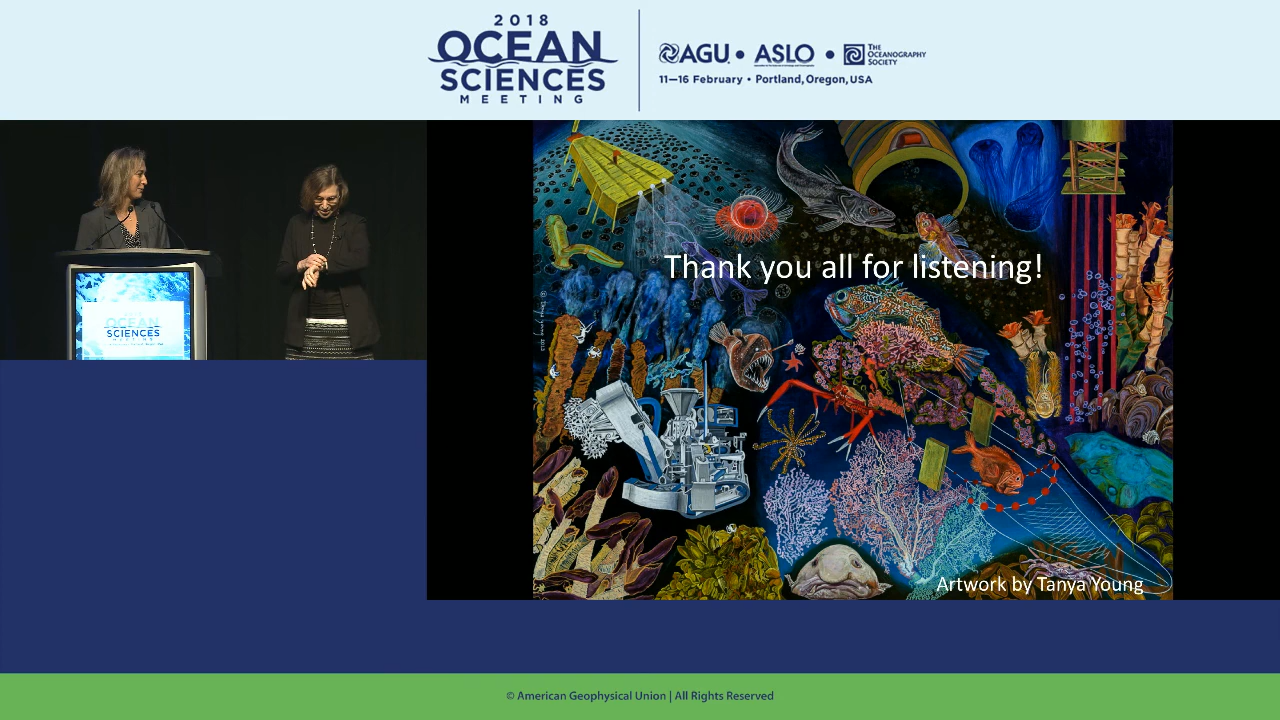 2018
OCEAN
SCIENCES
MEETING
AGU • ASLO • THE OCEANOGRAPHY SOCIETY
11—16 February • Portland, Oregon, USA
OCEAN
SCIENCES
MEETING
Thank you all for listening!
Artwork by Tanya Young
© American Geophysical Union | All Rights Reserved